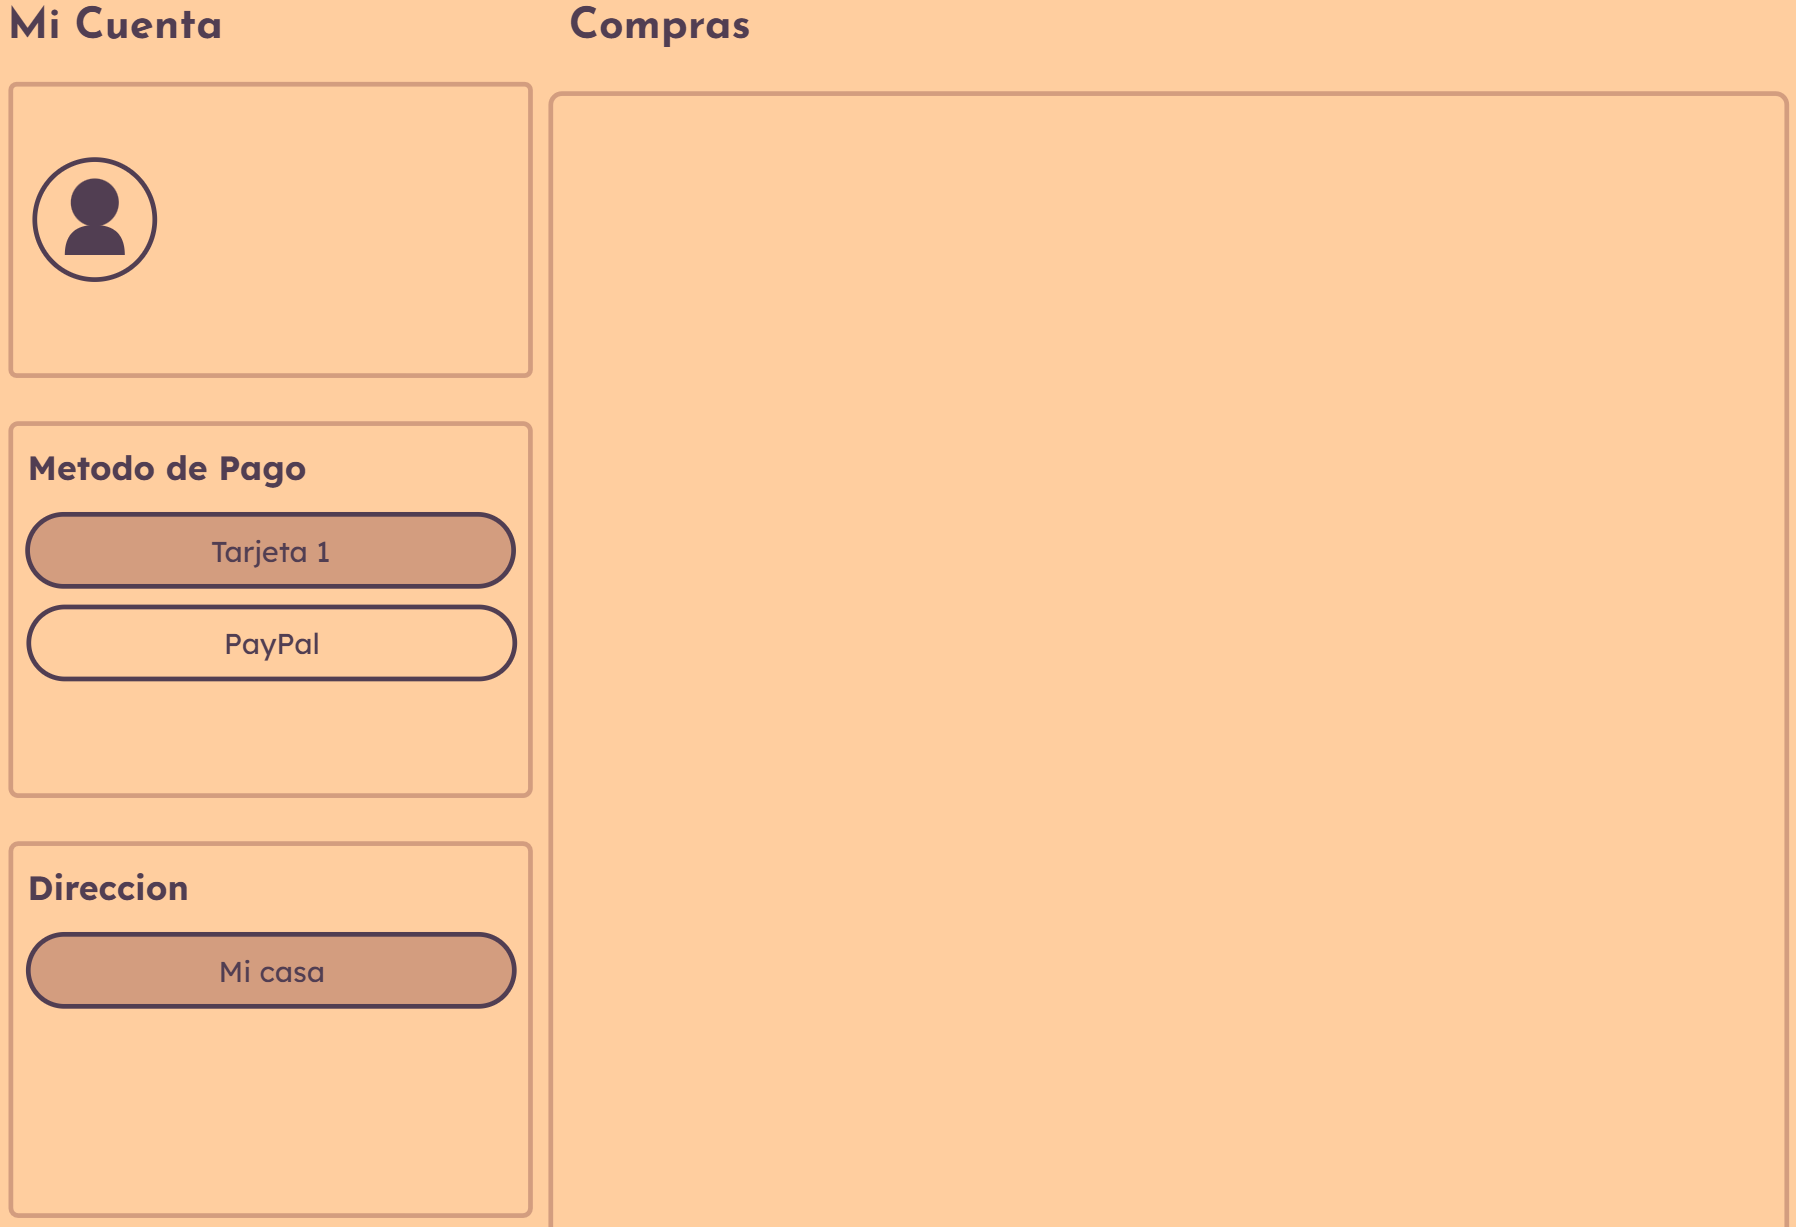 Mi Cuenta
Compras
Metodo de Pago
Tarjeta 1
PayPal
Direccion
Mi casa